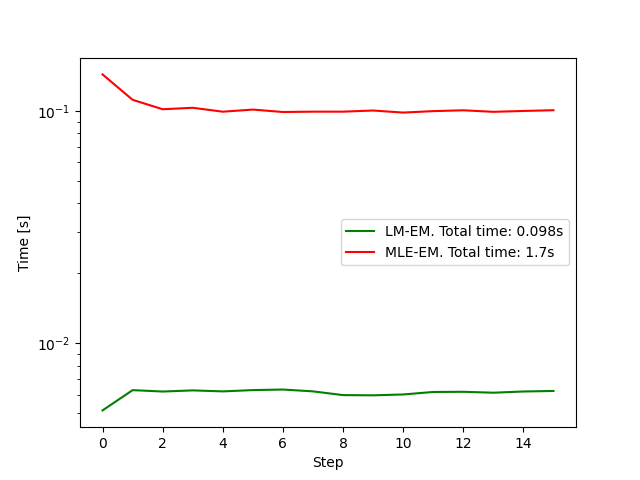 10⁻¹
Time [s]
LM-EM. Total time: 0.098s
MLE-EM. Total time: 1.7s
10⁻²
0 2 4 6 8 10 12 14
Step